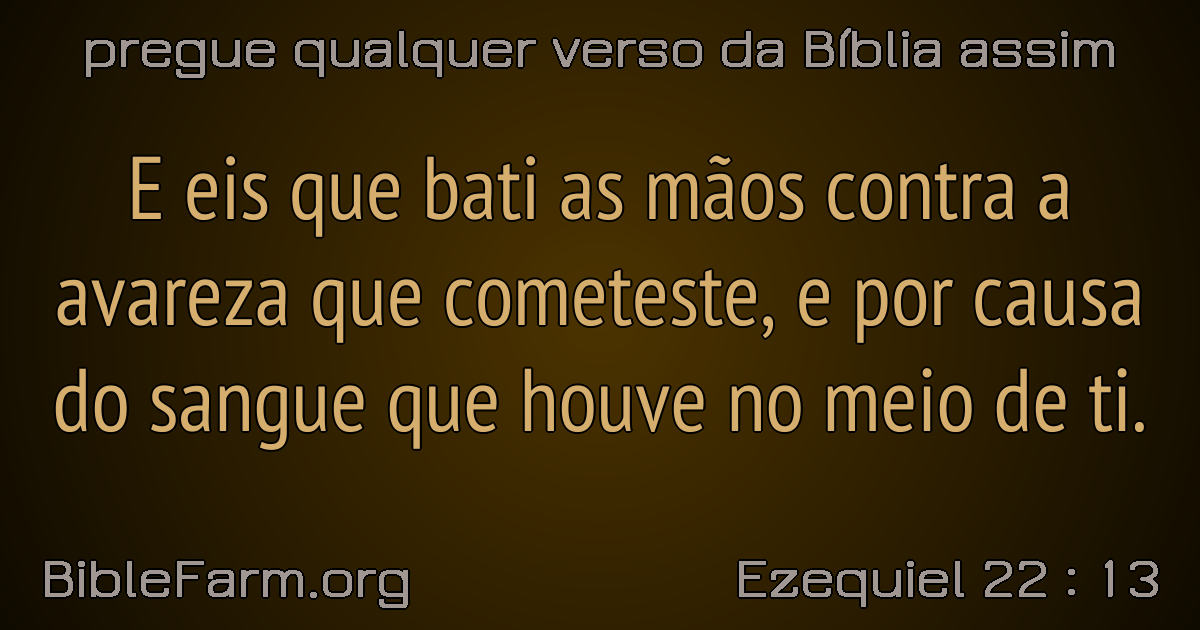 pregue qualquer verso da Bíblia assim
E eis que bati as mãos contra a
avareza que cometeste, e por causa
do sangue que houve no meio de ti.
BibleFarm.org
Ezequiel 22 : 13